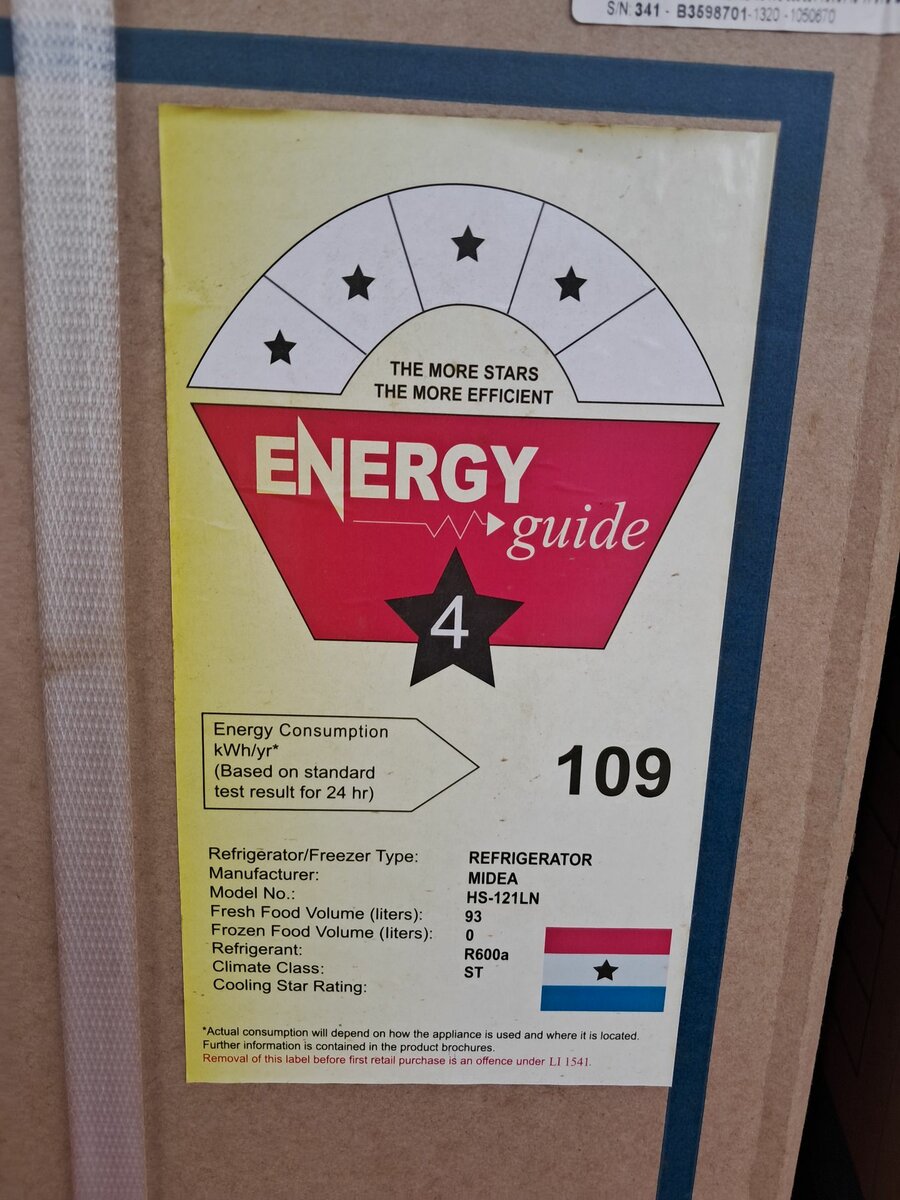 S/N: 341 - B3598701-1320 - 1050670
THE MORE STARS
THE MORE EFFICIENT
ENERGY
guide
4
Energy Consumption
kWh/yr*
(Based on standard
test result for 24 hr)
109
Refrigerator/Freezer Type: REFRIGERATOR
Manufacturer: MIDEA
Model No.: HS-121LN
Fresh Food Volume (liters): 93
Frozen Food Volume (liters): 0
Refrigerant: R600a
Climate Class: ST
Cooling Star Rating:
*Actual consumption will depend on how the appliance is used and where it is located.
Further information is contained in the product brochures.
Removal of this label before first retail purchase is an offence under LI 1541.